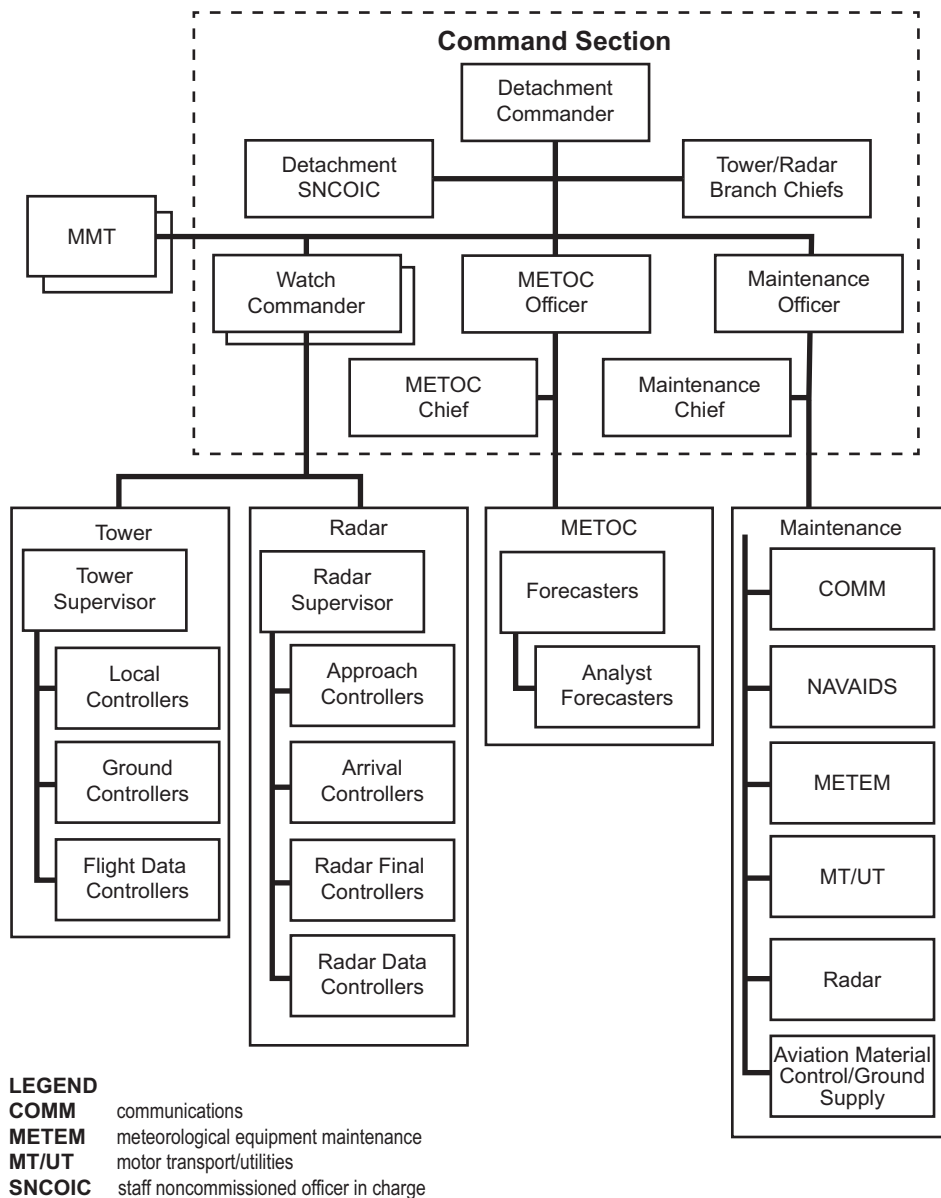 Command Section
Detachment
Commander
Detachment
SNCOIC
Tower/Radar
Branch Chiefs
MMT
Watch
Commander
METOC
Officer
Maintenance
Officer
METOC
Chief
Maintenance
Chief
Tower
Tower
Supervisor
Local
Controllers
Ground
Controllers
Flight Data
Controllers
Radar
Radar
Supervisor
Approach
Controllers
Arrival
Controllers
Radar Final
Controllers
Radar Data
Controllers
METOC
Forecasters
Analyst
Forecasters
Maintenance
COMM
NAVAIDS
METEM
MT/UT
Radar
Aviation Material
Control/Ground
Supply
LEGEND
COMM communications
METEM meteorological equipment maintenance
MT/UT motor transport/utilities
SNCOIC staff noncommissioned officer in charge